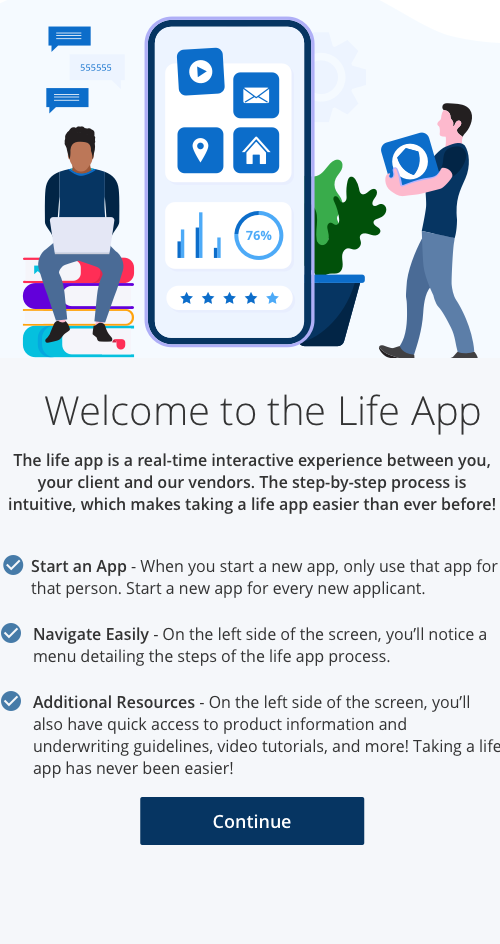 555555
76%
Welcome to the Life App
The life app is a real-time interactive experience between you,
your client and our vendors. The step-by-step process is
intuitive, which makes taking a life app easier than ever before!
Start an App - When you start a new app, only use that app for
that person. Start a new app for every new applicant.
Navigate Easily - On the left side of the screen, you’ll notice a
menu detailing the steps of the life app process.
Additional Resources - On the left side of the screen, you’ll
also have quick access to product information and
underwriting guidelines, video tutorials, and more! Taking a life
app has never been easier!
Continue